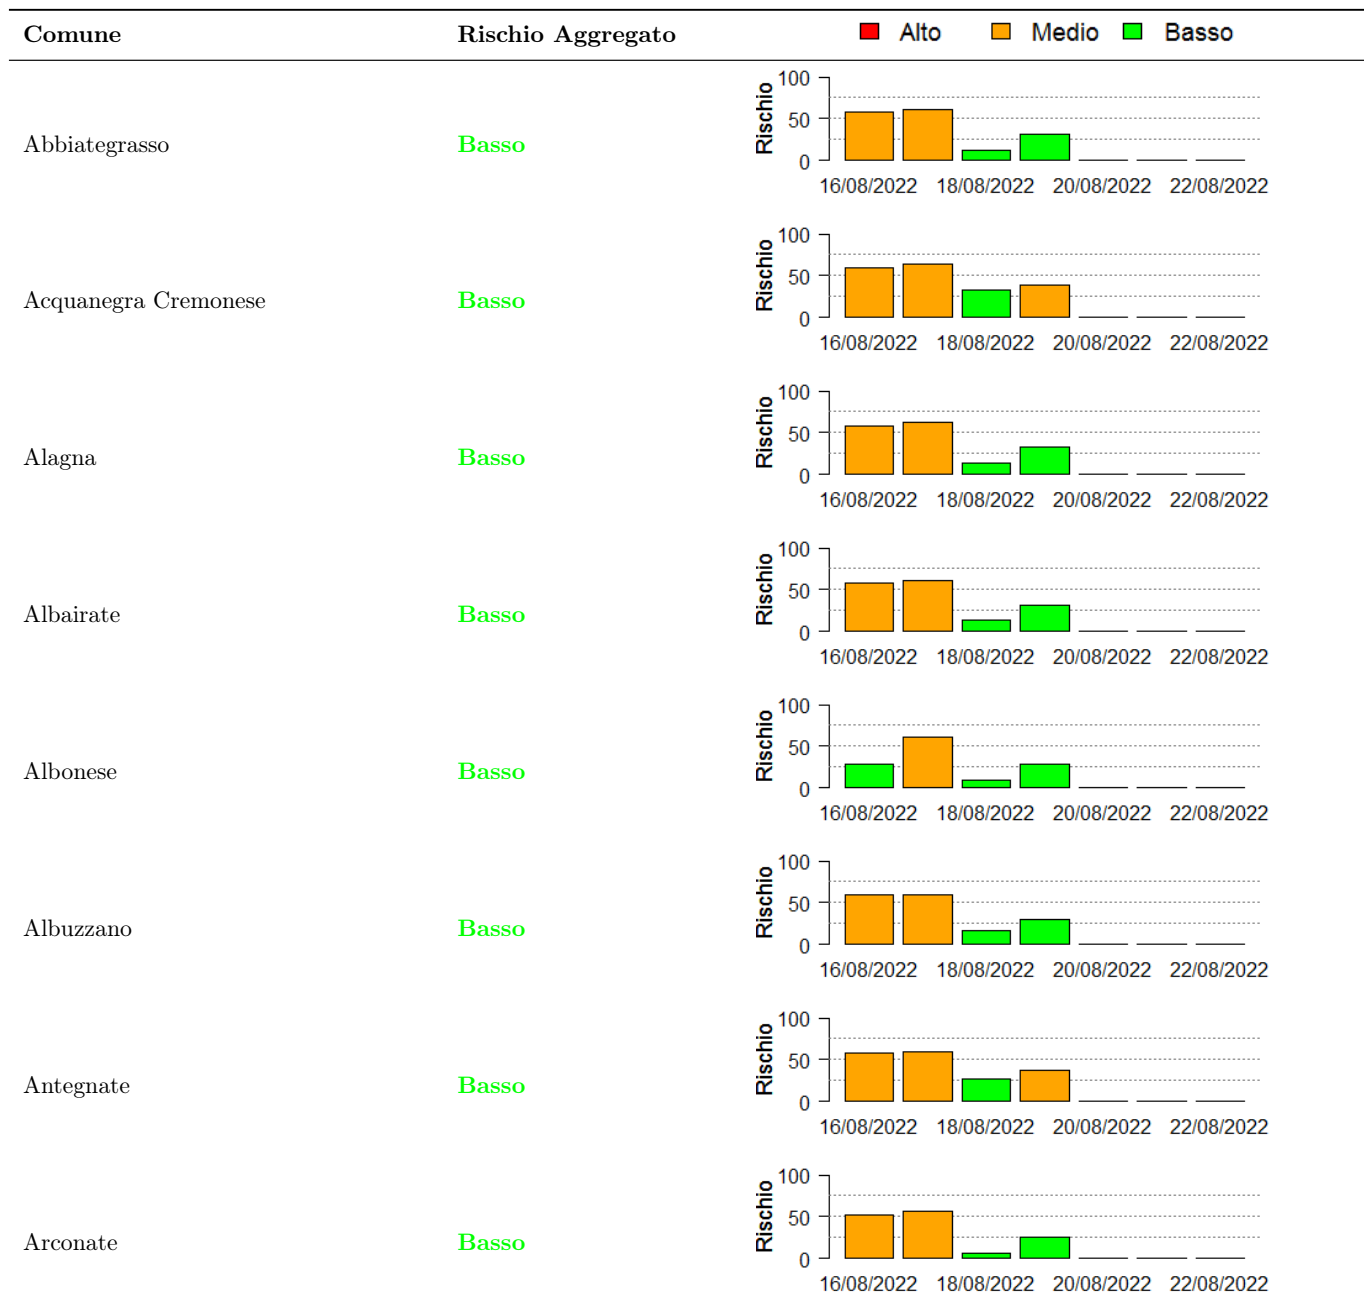 Comune Rischio Aggregato Alto Medio Basso
100
50
0
Rischio
Abbiategrasso Basso
16/08/2022 18/08/2022 20/08/2022 22/08/2022
100
50
0
Rischio
Acquanegra Cremonese Basso
16/08/2022 18/08/2022 20/08/2022 22/08/2022
100
50
0
Rischio
Alagna Basso
16/08/2022 18/08/2022 20/08/2022 22/08/2022
100
50
0
Rischio
Albairate Basso
16/08/2022 18/08/2022 20/08/2022 22/08/2022
100
50
0
Rischio
Albonese Basso
16/08/2022 18/08/2022 20/08/2022 22/08/2022
100
50
0
Rischio
Albuzzano Basso
16/08/2022 18/08/2022 20/08/2022 22/08/2022
100
50
0
Rischio
Antegnate Basso
16/08/2022 18/08/2022 20/08/2022 22/08/2022
100
50
0
Rischio
Arconate Basso
16/08/2022 18/08/2022 20/08/2022 22/08/2022